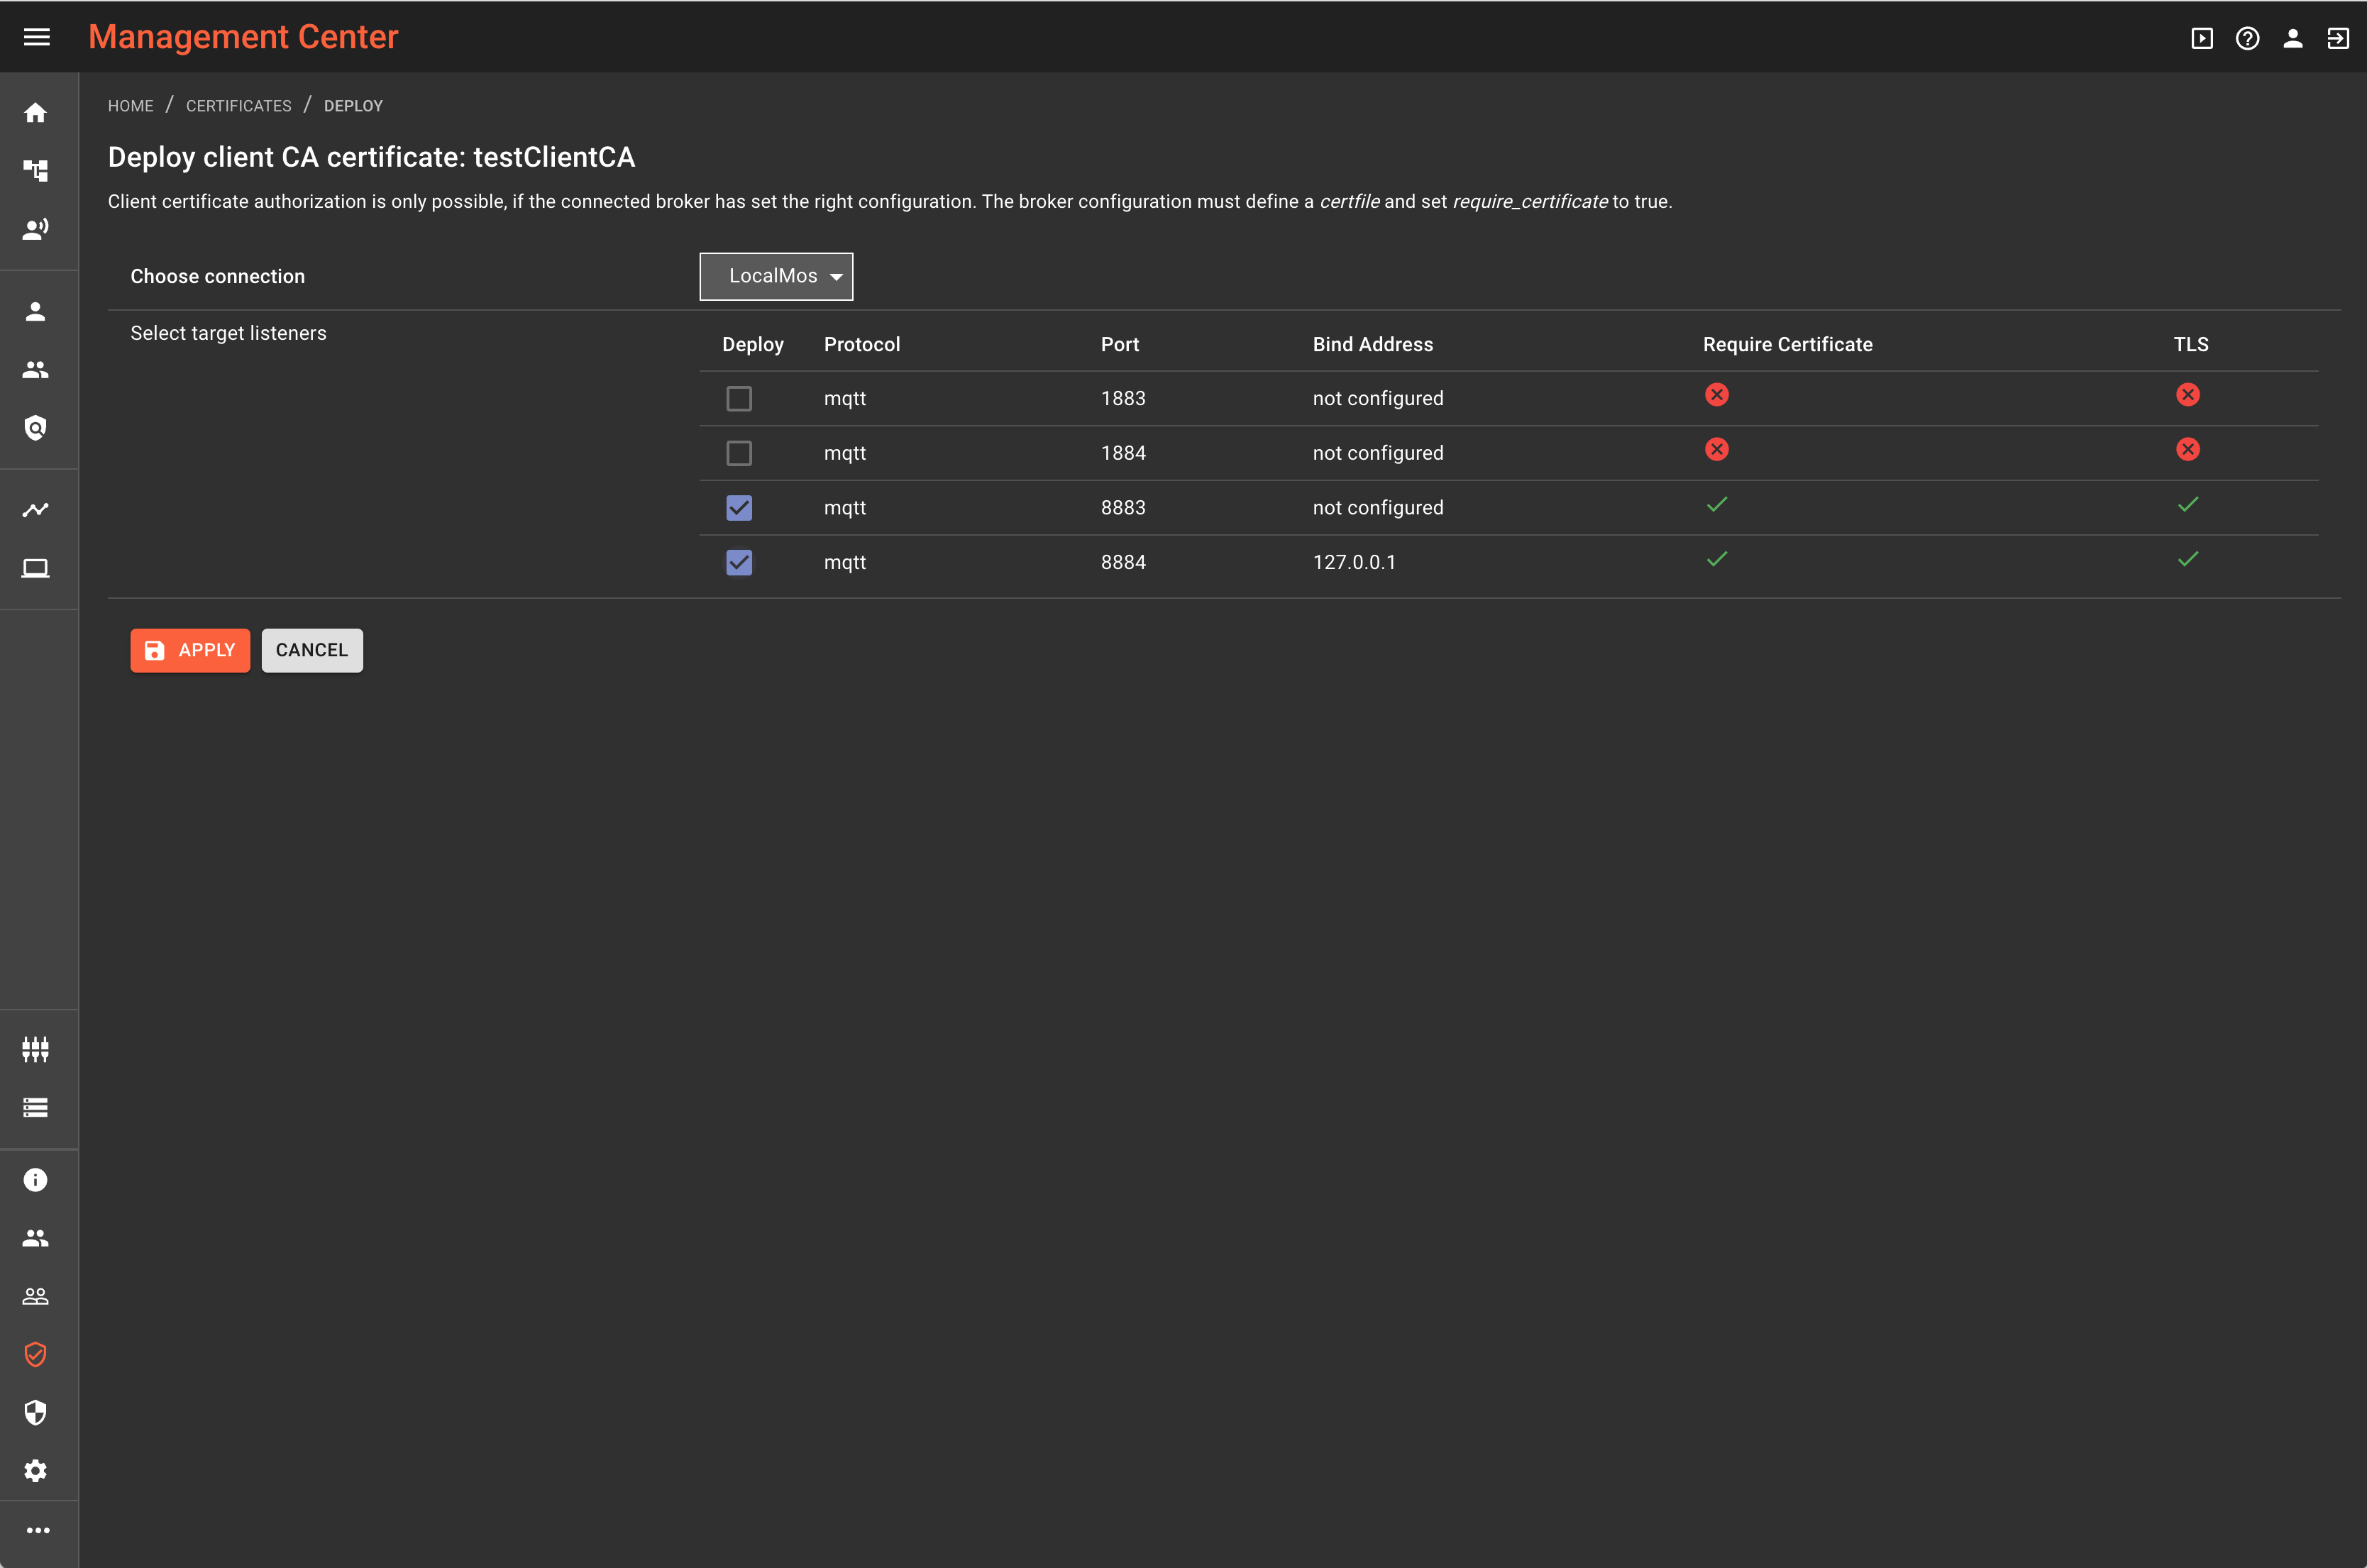 Management Center
HOME / CERTIFICATES / DEPLOY
Deploy client CA certificate: testClientCA
Client certificate authorization is only possible, if the connected broker has set the right configuration. The broker configuration must define a certfile and set require_certificate to true.
Choose connection LocalMos
Select target listeners
Deploy Protocol Port Bind Address Require Certificate TLS
mqtt 1883 not configured
mqtt 1884 not configured
mqtt 8883 not configured
mqtt 8884 127.0.0.1
APPLY CANCEL